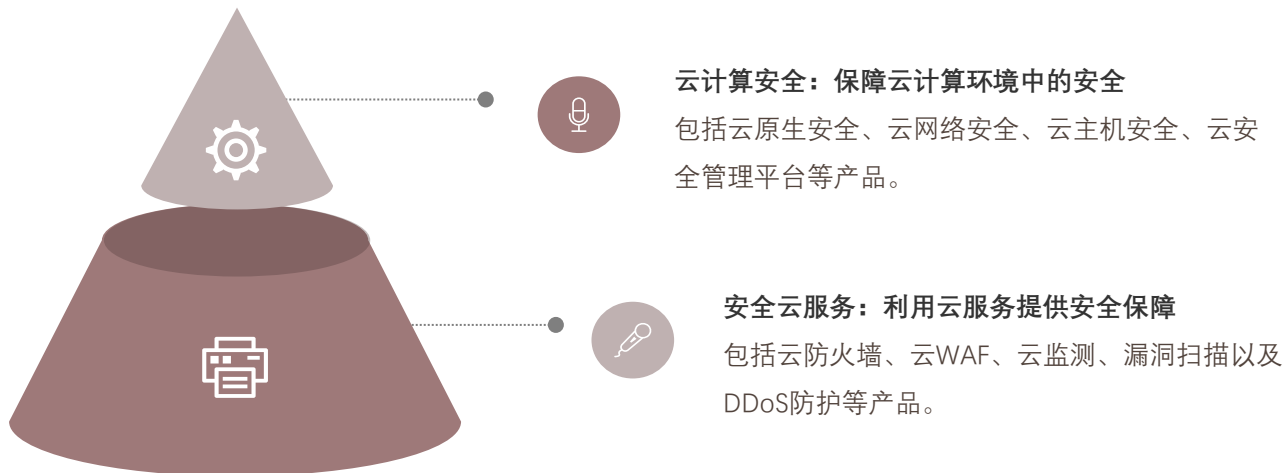 云计算安全：保障云计算环境中的安全
包括云原生安全、云网络安全、云主机安全、云安
全管理平台等产品。
安全云服务：利用云服务提供安全保障
包括云防火墙、云WAF、云监测、漏洞扫描以及
DDoS防护等产品。